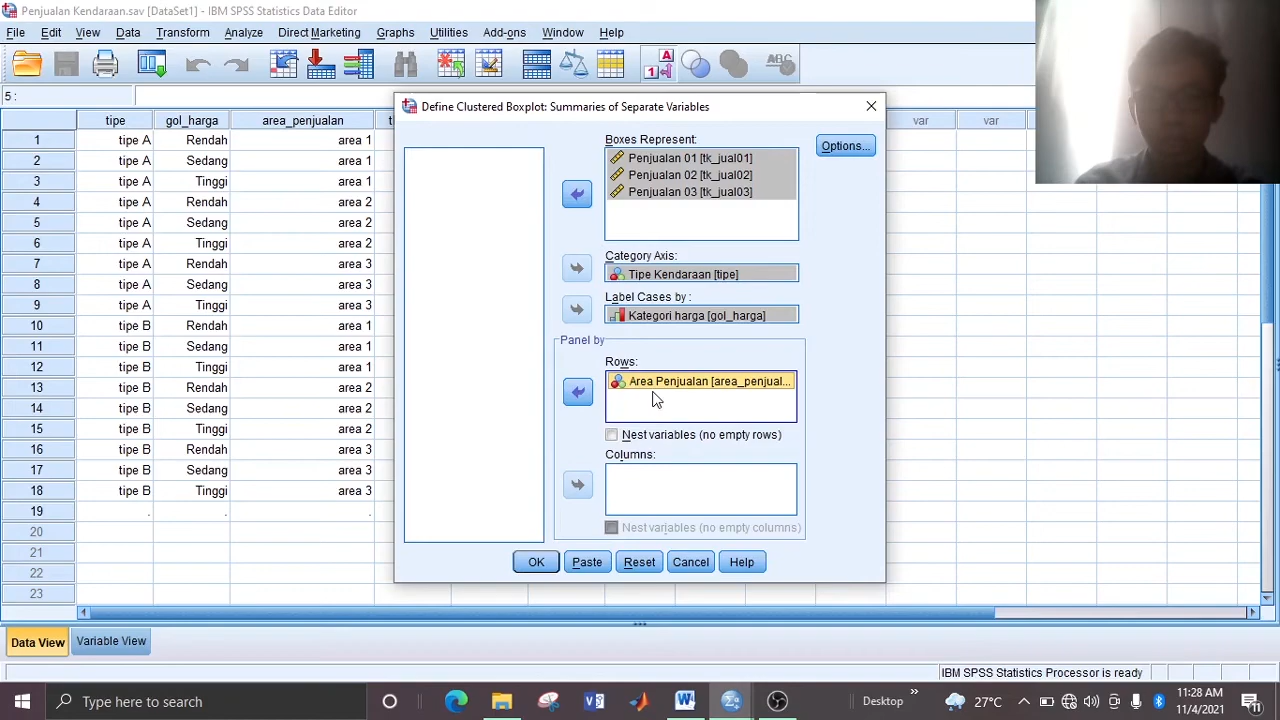 Penjualan Kendaraan.sav [DataSet1] - IBM SPSS Statistics Data Editor
File Edit View Data Transform Analyze Direct Marketing Graphs Utilities Add-ons Window Help
5 :
tipe gol_harga area_penjualan var var
1 tipe A Rendah area 1
2 tipe A Sedang area 1
3 tipe A Tinggi area 1
4 tipe A Rendah area 2
5 tipe A Sedang area 2
6 tipe A Tinggi area 2
7 tipe A Rendah area 3
8 tipe A Sedang area 3
9 tipe A Tinggi area 3
10 tipe B Rendah area 1
11 tipe B Sedang area 1
12 tipe B Tinggi area 1
13 tipe B Rendah area 2
14 tipe B Sedang area 2
15 tipe B Tinggi area 2
16 tipe B Rendah area 3
17 tipe B Sedang area 3
18 tipe B Tinggi area 3
19 . . .
20
21
22
23
Define Clustered Boxplot: Summaries of Separate Variables
Boxes Represent:
Options...
Penjualan 01 [tk_jual01]
Penjualan 02 [tk_jual02]
Penjualan 03 [tk_jual03]
Category Axis:
Tipe Kendaraan [tipe]
Label Cases by :
Kategori harga [gol_harga]
Panel by
Rows:
Area Penjualan [area_penjual...
Nest variables (no empty rows)
Columns:
Nest variables (no empty columns)
OK Paste Reset Cancel Help
Data View Variable View
IBM SPSS Statistics Processor is ready
Type here to search
Desktop
27°C
11:28 AM
11/4/2021
11